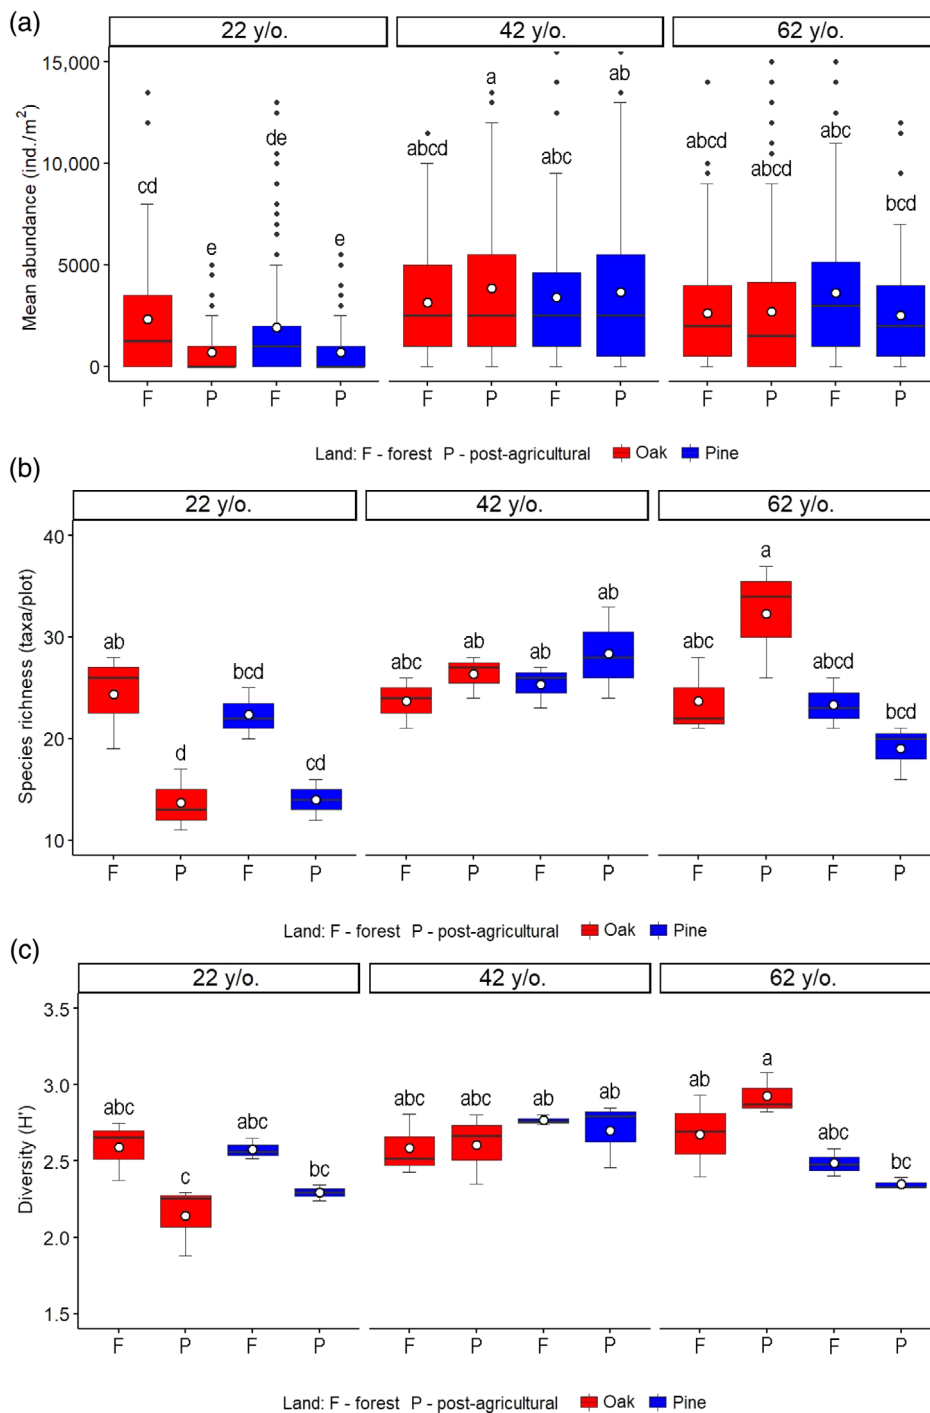 (a)
22 y/o. 42 y/o. 62 y/o.
Mean abundance (ind./m²)
15,000
10,000
5000
0
cd e de e
abcd a abc ab
abcd abcd abc bcd
F P F P F P F P F P F P
Land: F - forest P - post-agricultural Oak Pine
(b)
22 y/o. 42 y/o. 62 y/o.
Species richness (taxa/plot)
40
30
20
10
ab d bcd cd
abc ab ab ab
abc a abcd bcd
F P F P F P F P F P F P
Land: F - forest P - post-agricultural Oak Pine
(c)
22 y/o. 42 y/o. 62 y/o.
Diversity (H')
3.5
3.0
2.5
2.0
1.5
abc c abc bc
abc abc ab ab
ab a abc bc
F P F P F P F P F P F P
Land: F - forest P - post-agricultural Oak Pine